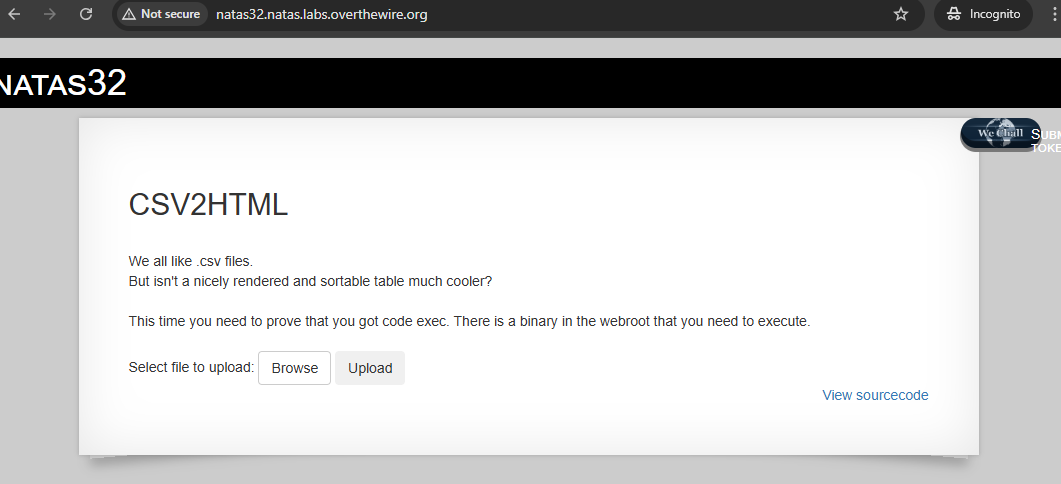 Not secure natas32.natas.labs.overthewire.org Incognito
NATAS32
We Chall
CSV2HTML
We all like .csv files.
But isn't a nicely rendered and sortable table much cooler?
This time you need to prove that you got code exec. There is a binary in the webroot that you need to execute.
Select file to upload: Browse Upload
View sourcecode